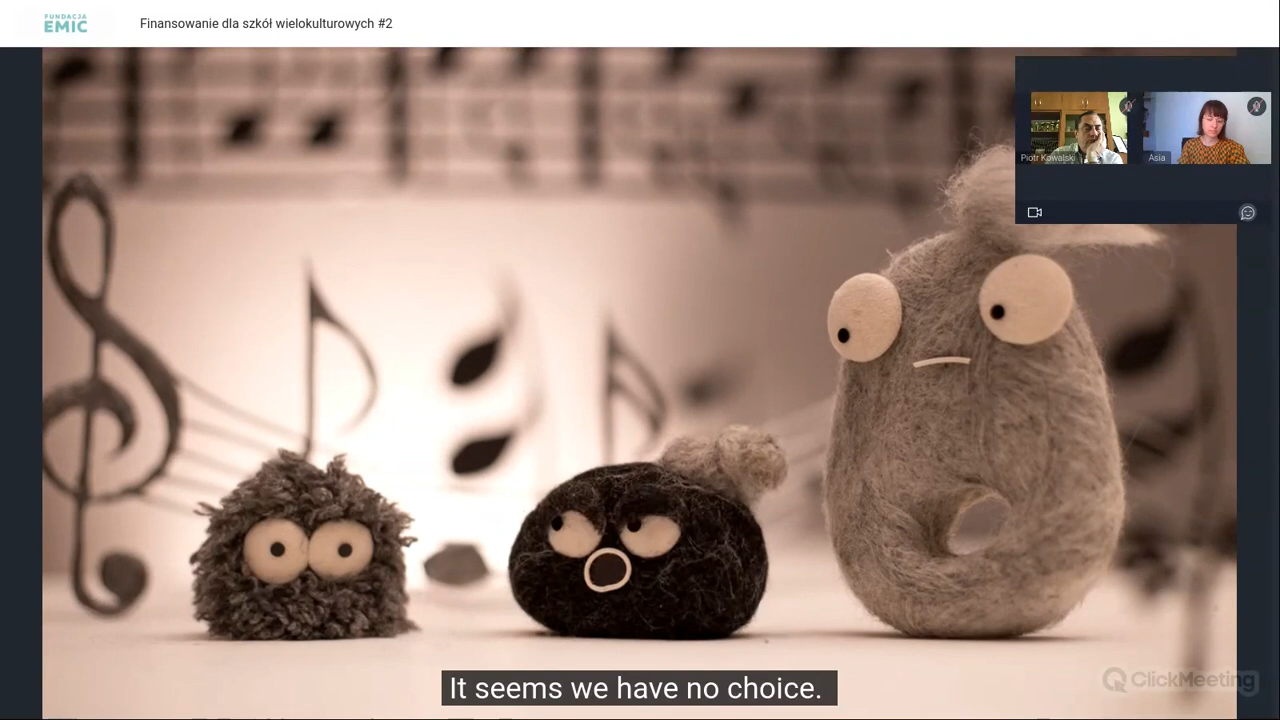 FUNDACJA
EMIC
Finansowanie dla szkół wielokulturowych #2
Piotr Kowalski
Asia
It seems we have no choice.
ClickMeeting